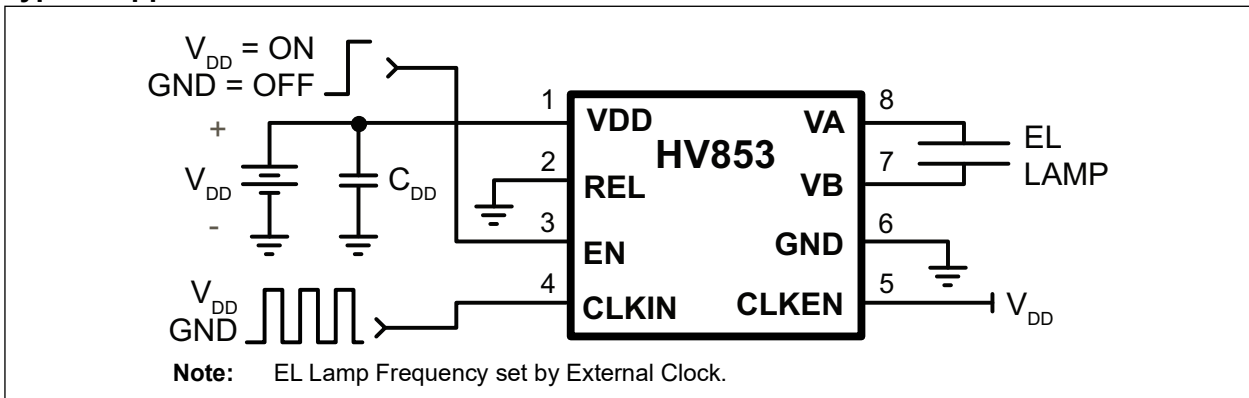 V_DD = ON
GND = OFF
+
V_DD
-
C_DD
V_DD
GND
1
2
3
4
VDD
REL
EN
CLKIN
HV853
VA
VB
GND
CLKEN
8
7
6
5
EL
LAMP
V_DD
Note: EL Lamp Frequency set by External Clock.